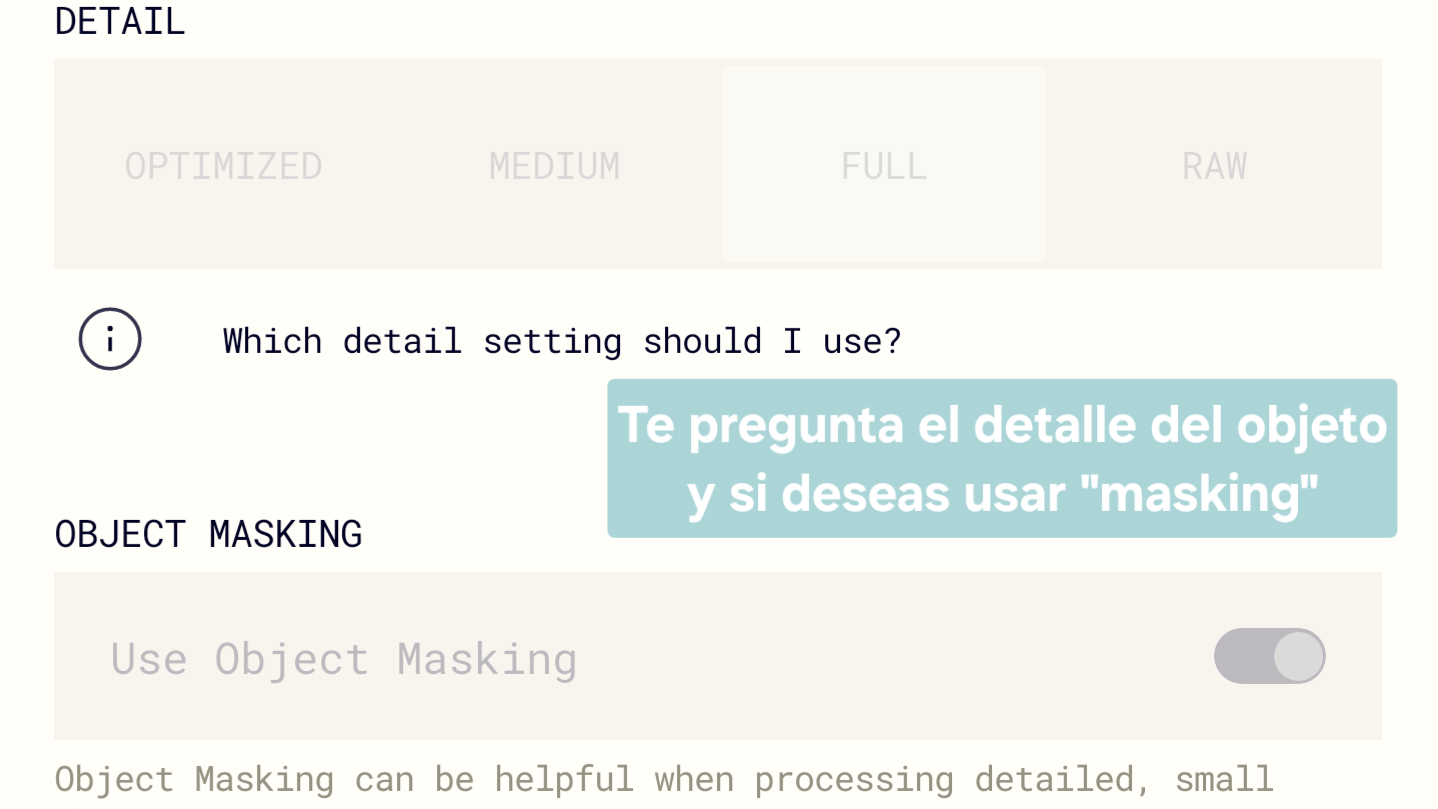 DETAIL
OPTIMIZED MEDIUM FULL RAW
Which detail setting should I use?
Te pregunta el detalle del objeto
y si deseas usar "masking"
OBJECT MASKING
Use Object Masking
Object Masking can be helpful when processing detailed, small